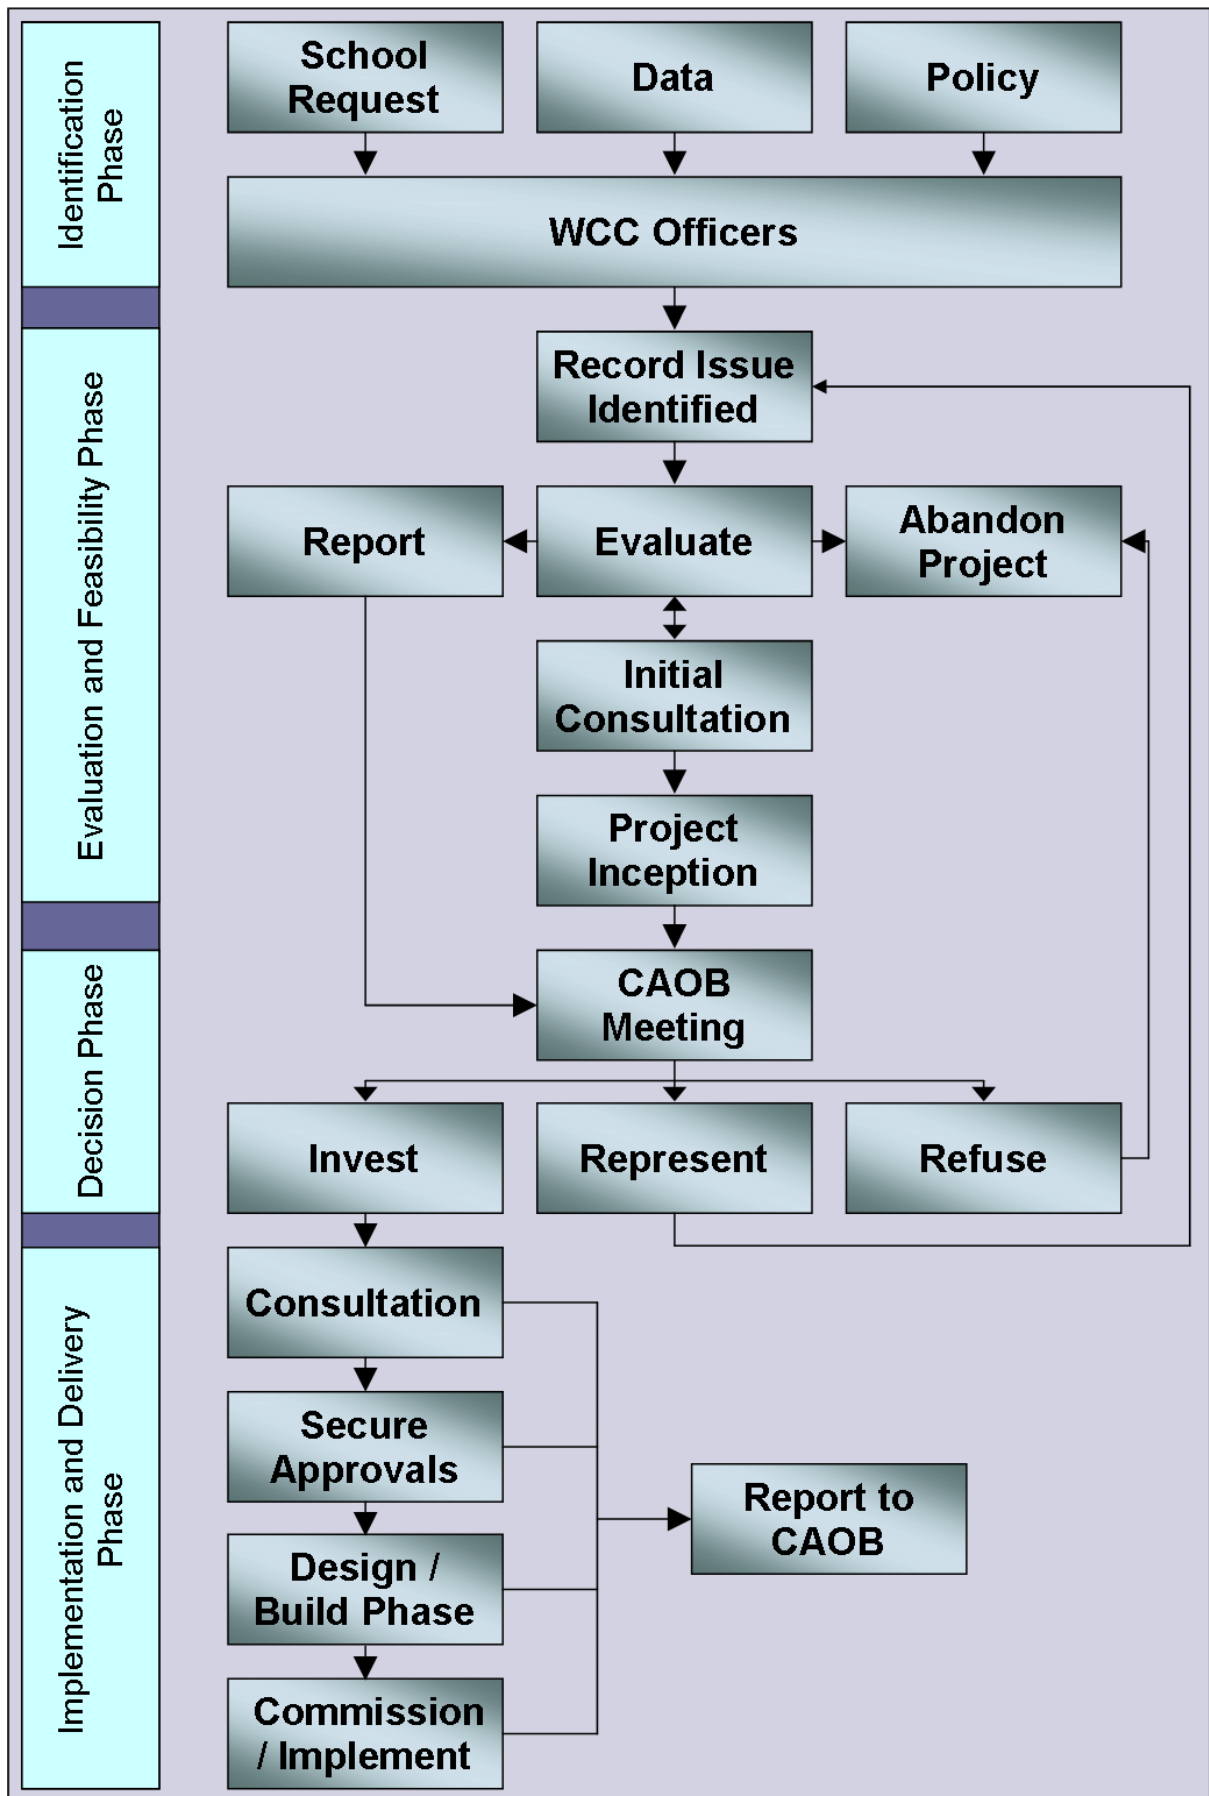 Identification
Phase
School
Request
Data
Policy
WCC Officers
Evaluation and Feasibility Phase
Record Issue
Identified
Report
Evaluate
Abandon
Project
Initial
Consultation
Project
Inception
Decision Phase
CAOB
Meeting
Invest
Represent
Refuse
Implementation and Delivery
Phase
Consultation
Secure
Approvals
Design /
Build Phase
Commission
/ Implement
Report to
CAOB